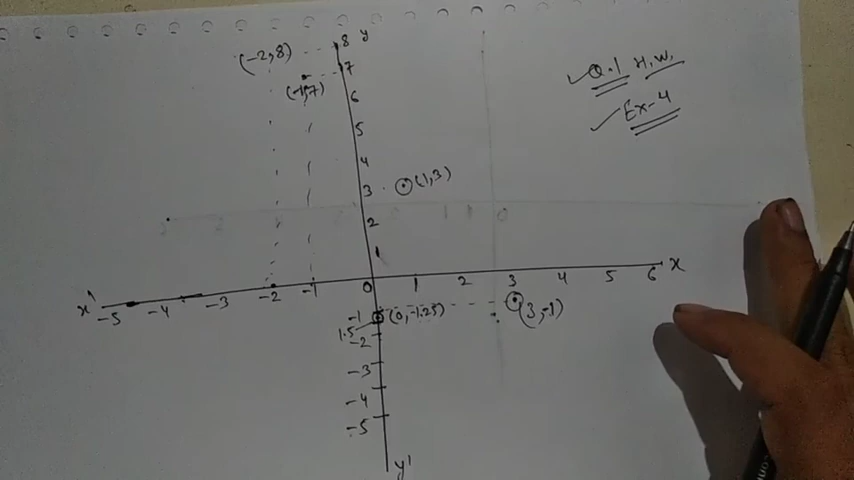 (-2,8) 8 y
7
(-1,7) 6
5
4
3 (1,3)
2
1
x' -5 -4 -3 -2 -1 0 1 2 3 4 5 6 x
-1 (0,-1.25) (3,-1)
1.5
-2
-3
-4
-5
y'
Q.1 H.W.
Ex-4